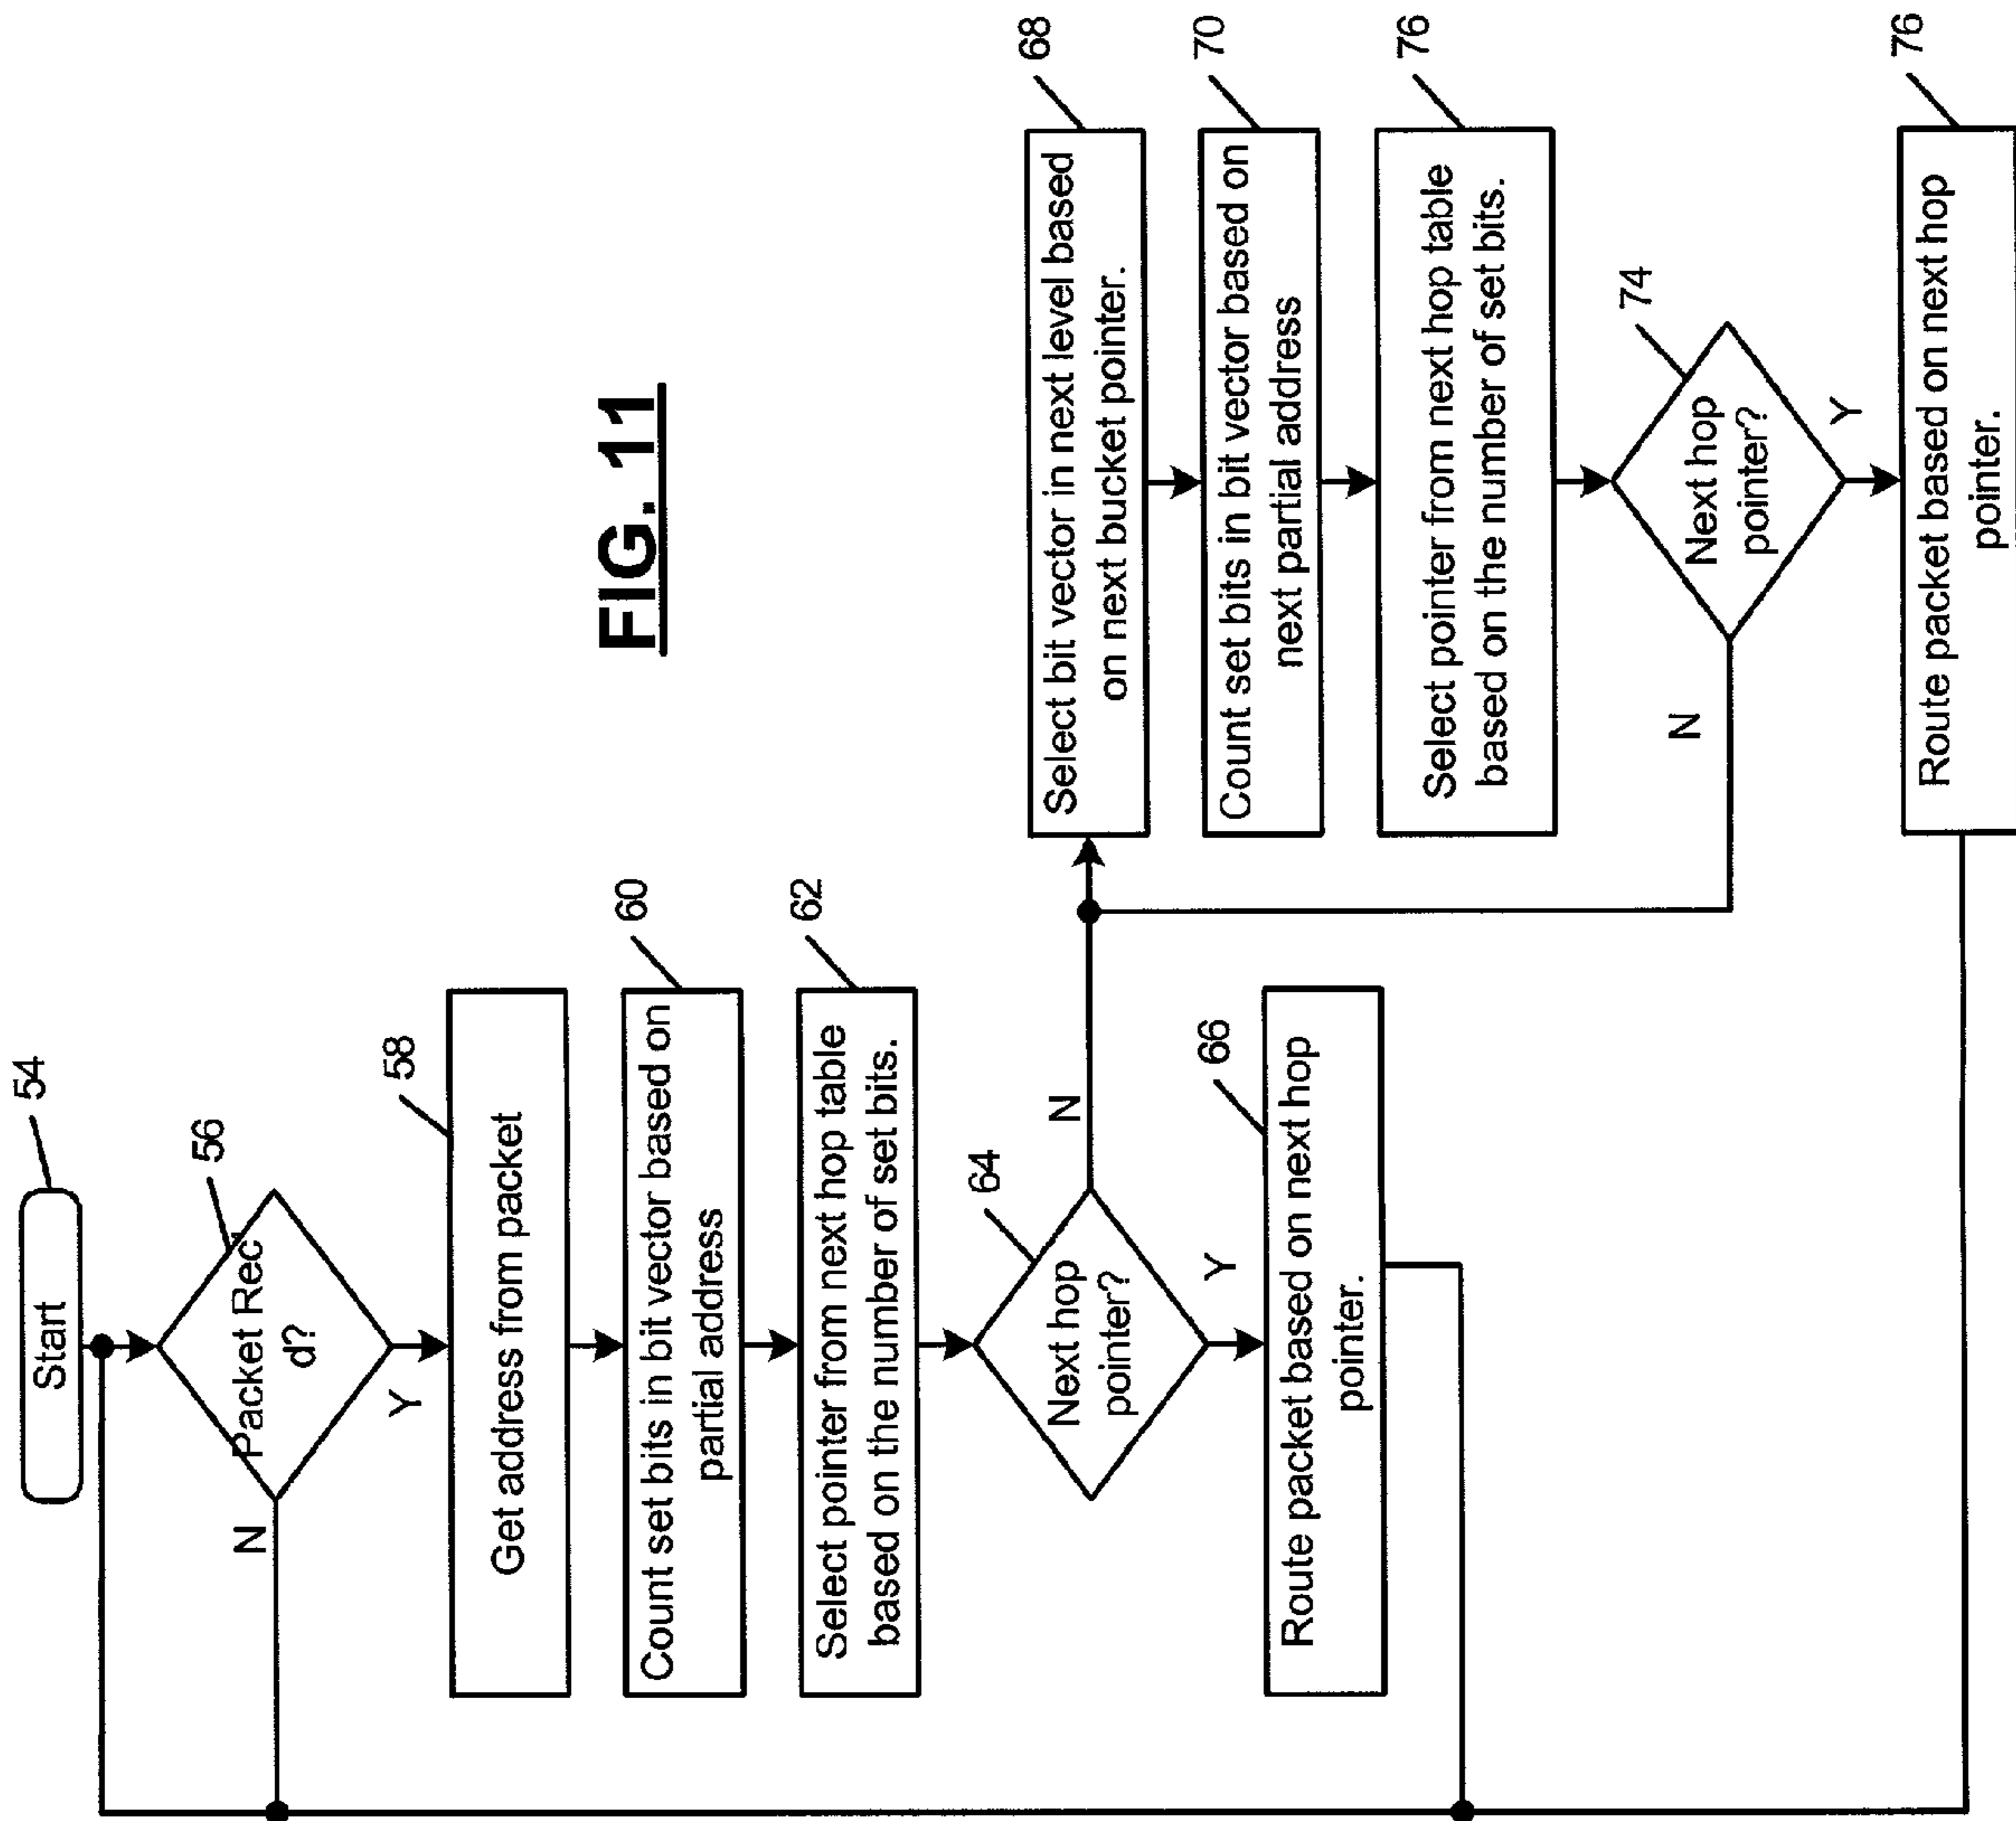 FIG. 11
Start
54
Packet Rec'
d?
56
N
Y
Get address from packet
58
Count set bits in bit vector based on
partial address
60
Select pointer from next hop table
based on the number of set bits.
62
Next hop
pointer?
64
N
Y
Route packet based on next hop
pointer.
66
Select bit vector in next level based
on next bucket pointer.
68
Count set bits in bit vector based on
next partial address
70
Select pointer from next hop table
based on the number of set bits.
76
Next hop
pointer?
74
N
Y
Route packet based on next hop
pointer.
76